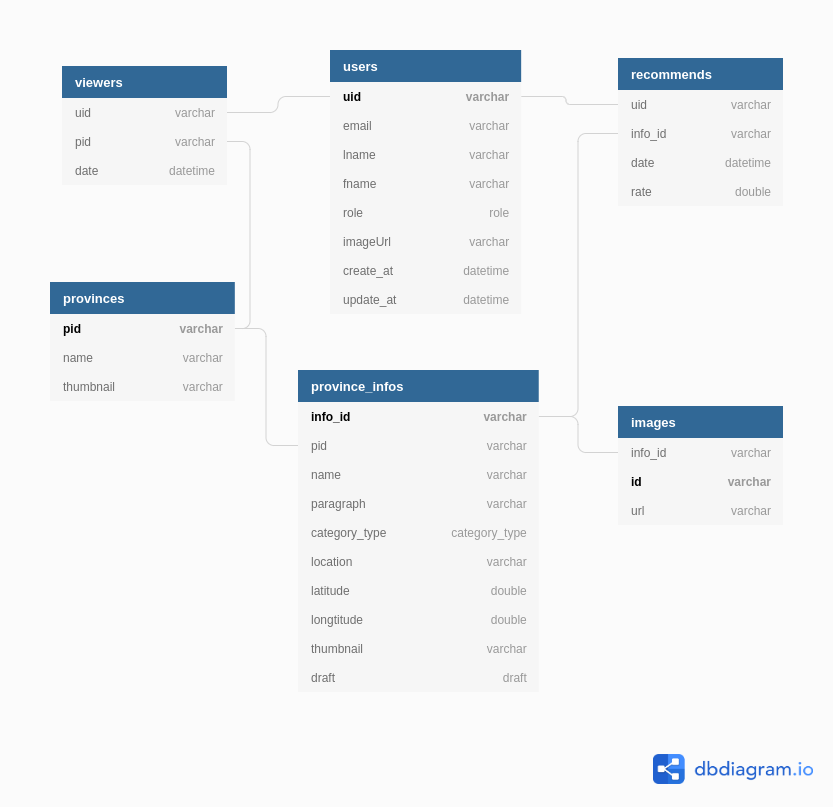 viewers
uid varchar
pid varchar
date datetime
users
uid varchar
email varchar
lname varchar
fname varchar
role role
imageUrl varchar
create_at datetime
update_at datetime
recommends
uid varchar
info_id varchar
date datetime
rate double
provinces
pid varchar
name varchar
thumbnail varchar
province_infos
info_id varchar
pid varchar
name varchar
paragraph varchar
category_type category_type
location varchar
latitude double
longtitude double
thumbnail varchar
draft draft
images
info_id varchar
id varchar
url varchar
dbdiagram.io